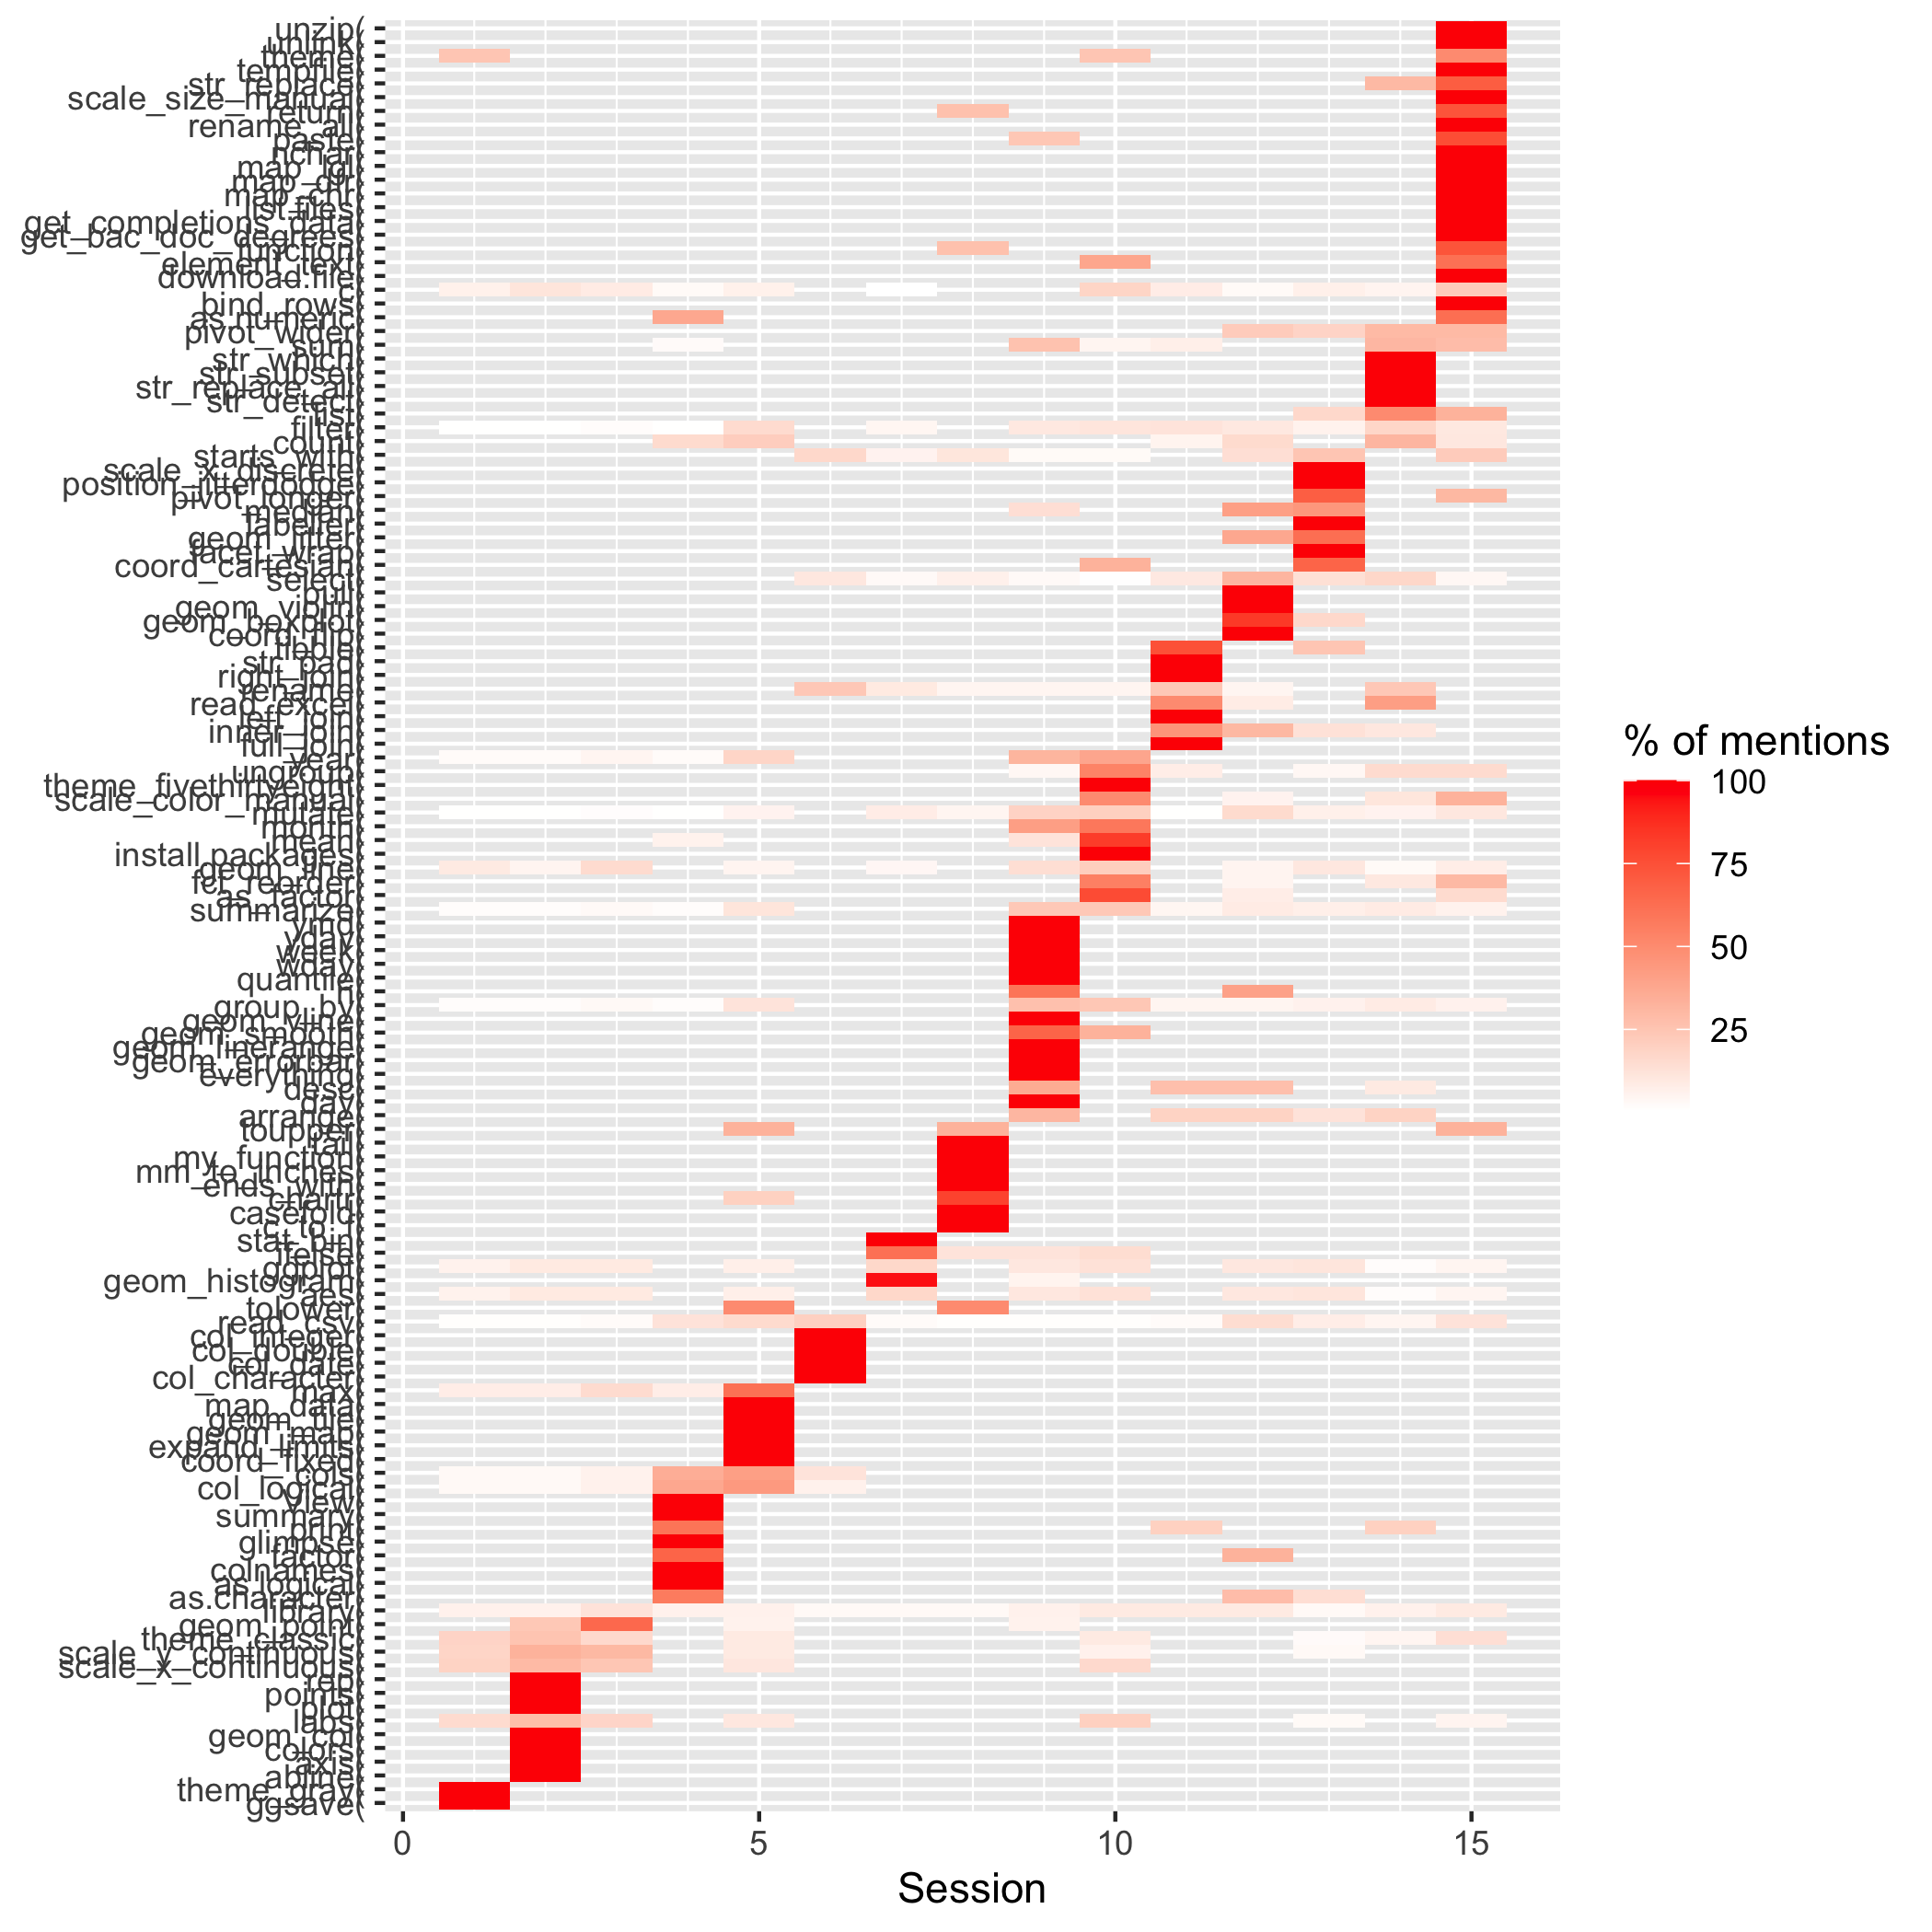 unzip(
unlink(
theme(
tempfile(
str_replace(
scale_size_manual(
return(
rename_all(
paste(
nchar(
map_lgl(
map_dfr(
map_chr(
list.files(
get_completions_data(
get_bac_doc_degrees(
function(
element_text(
download.file(
c(
bind_rows(
as.numeric(
pivot_wider(
sum(
str_which(
str_subset(
str_replace_all(
str_detect(
list(
filter(
count(
starts_with(
scale_x_discrete(
position_jitterdodge(
pivot_longer(
median(
labeller(
geom_jitter(
facet_wrap(
coord_cartesian(
select(
pull(
geom_violin(
geom_boxplot(
coord_flip(
tibble(
str_pad(
right_join(
rename(
read_excel(
left_join(
inner_join(
full_join(
year(
ungroup(
theme_fivethirtyeight(
scale_color_manual(
mutate(
month(
mean(
install.packages(
geom_line(
fct_reorder(
as_factor(
summarize(
ymd(
yday(
week(
wday(
quantile(
n(
group_by(
geom_vline(
geom_smooth(
geom_linerange(
geom_errorbar(
everything(
desc(
day(
arrange(
toupper(
tail(
my_function(
mm_to_inches(
ends_with(
chartr(
casefold(
c_to_f(
stat_bin(
ifelse(
ggplot(
geom_histogram(
aes(
tolower(
read_csv(
col_integer(
col_double(
col_date(
col_character(
max(
map_data(
geom_tile(
geom_map(
expand_limits(
coord_fixed(
cols(
col_logical(
view(
summary(
print(
glimpse(
factor(
colnames(
as.logical(
as.character(
library(
geom_point(
theme_classic(
scale_y_continuous(
scale_x_continuous(
rep(
points(
plot(
labs(
geom_col(
colors(
axis(
abline(
theme_gray(
ggsave(
0 5 10 15
Session
% of mentions
100
75
50
25